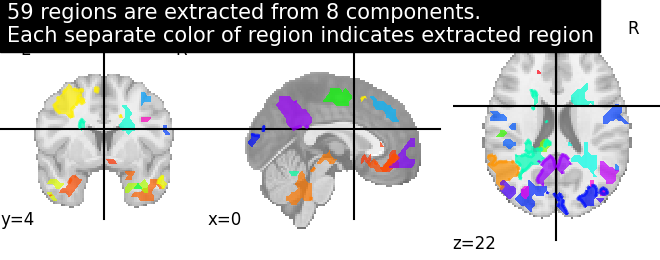 59 regions are extracted from 8 components.
Each separate color of region indicates extracted region
R
y=4
x=0
z=22